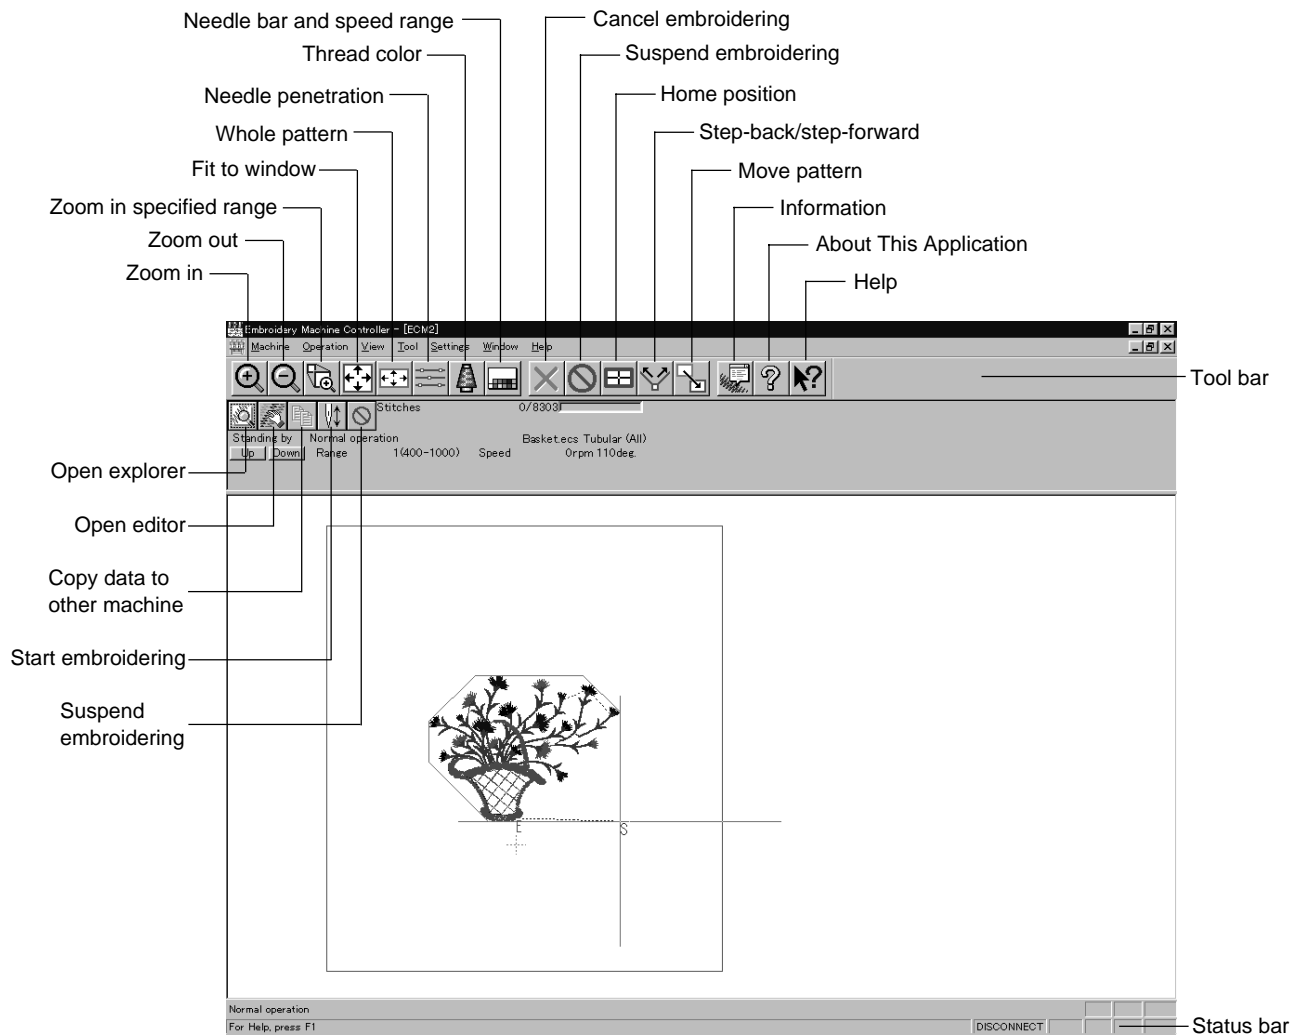 Needle bar and speed range
Cancel embroidering
Thread color
Suspend embroidering
Needle penetration
Home position
Whole pattern
Step-back/step-forward
Fit to window
Move pattern
Zoom in specified range
Information
Zoom out
About This Application
Zoom in
Help
Embroidery Machine Controller - [ECM2]
Machine Operation View Tool Settings Window Help
Tool bar
Stitches 0/8303
Standing by Normal operation Basket.ecs Tubular (All)
Up Down Range 1(400-1000) Speed 0rpm 110deg.
Open explorer
Open editor
Copy data to
other machine
Start embroidering
Suspend
embroidering
E
S
Normal operation
For Help, press F1
DISCONNECT
Status bar